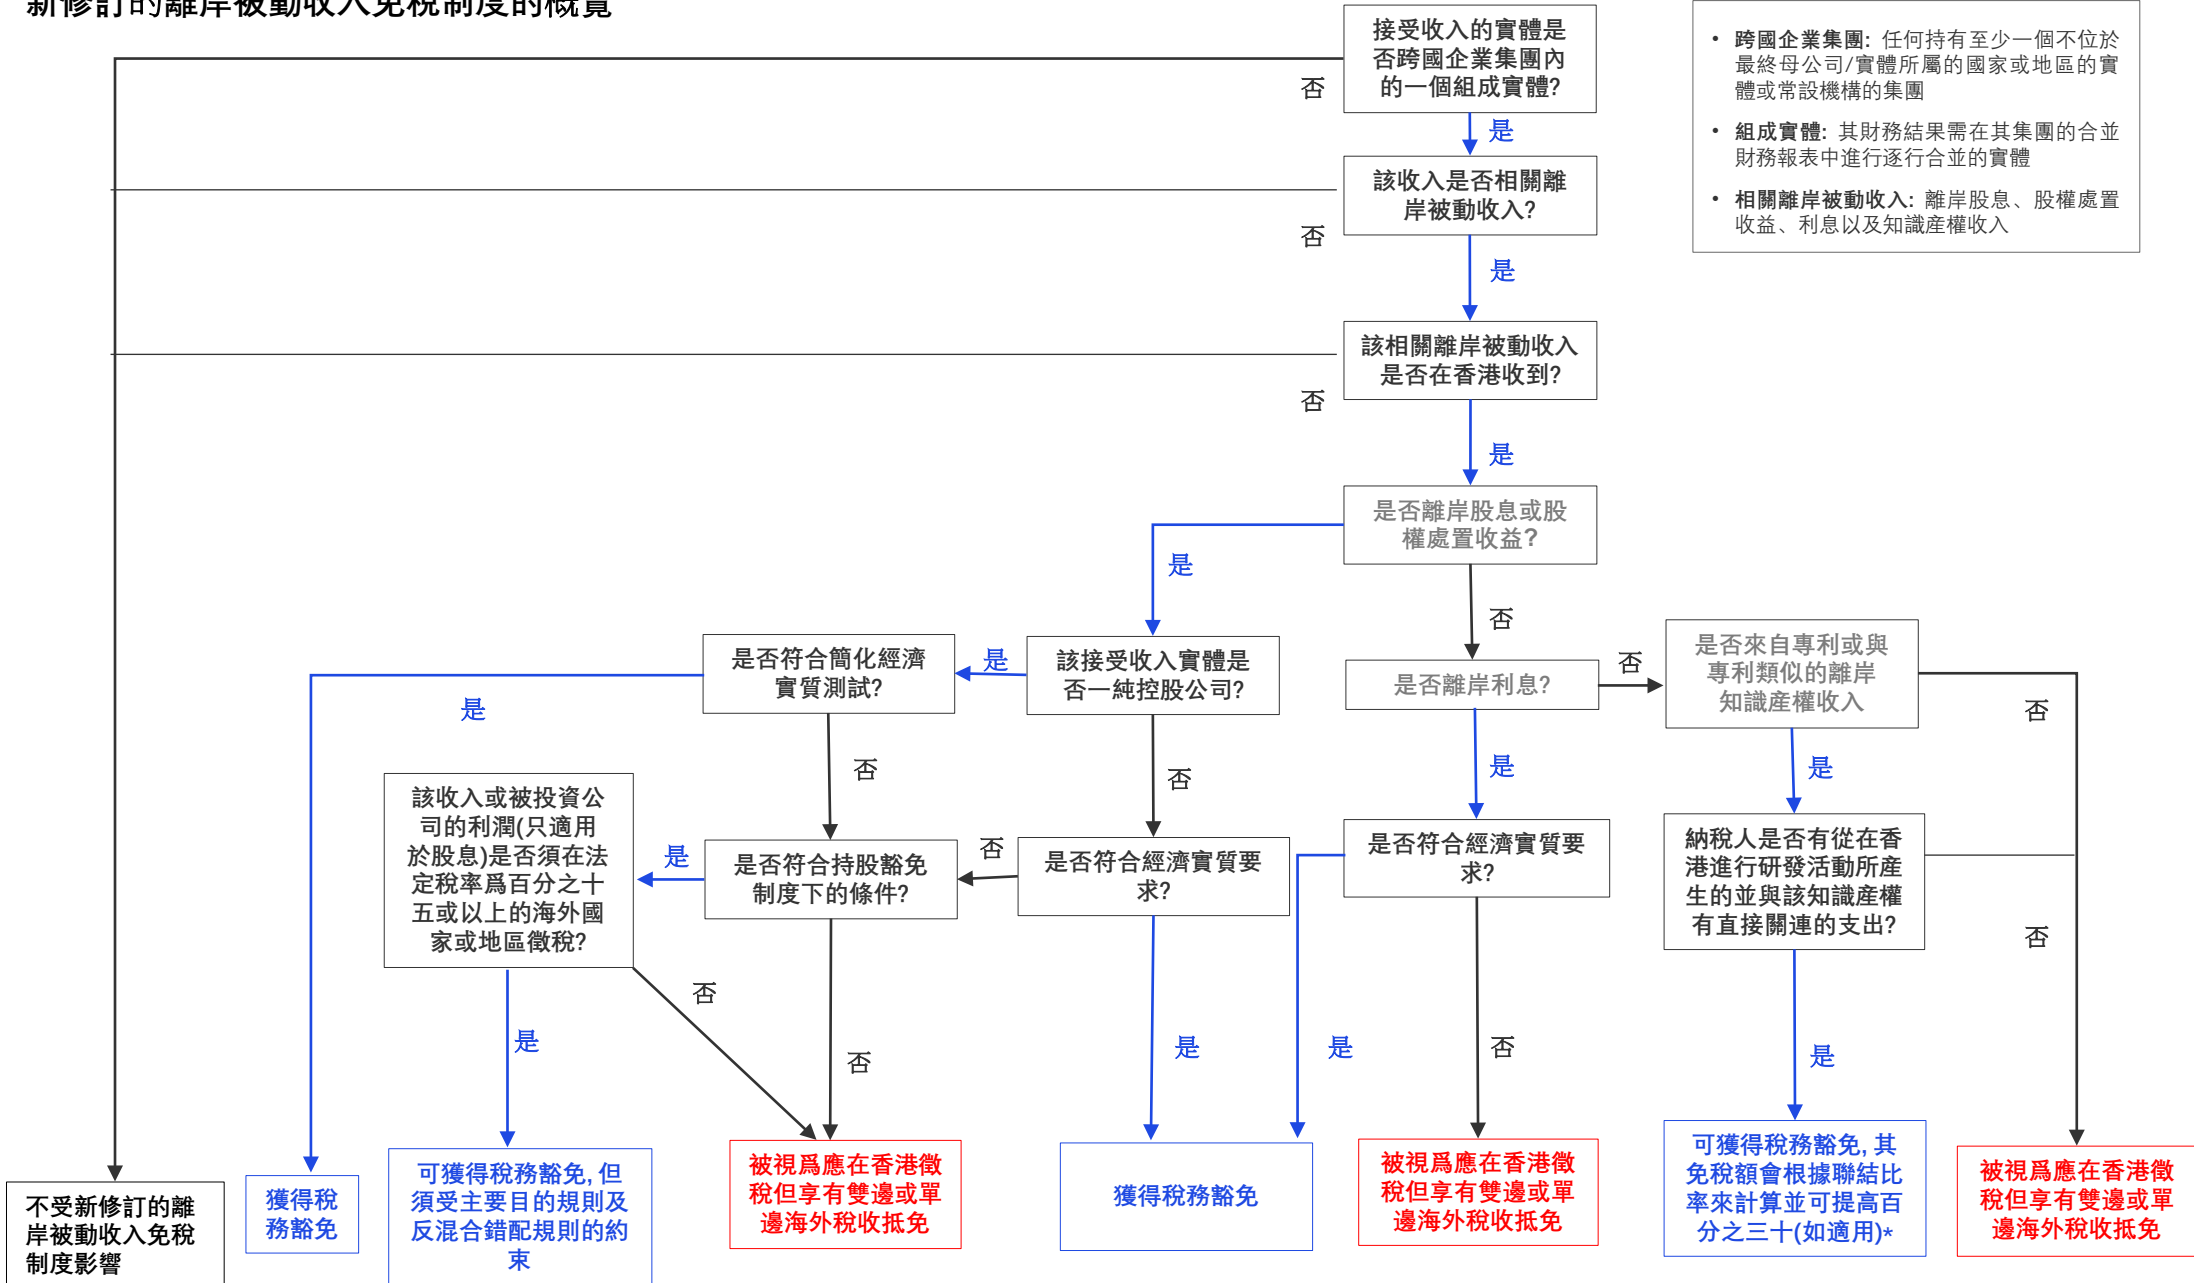 新修訂的離岸被動收入免稅制度的概覽
接受收入的實體是
否跨國企業集團內
的一個組成實體?
• 跨國企業集團: 任何持有至少一個不位於
最終母公司/實體所屬的國家或地區的實
體或常設機構的集團
• 組成實體: 其財務結果需在其集團的合並
財務報表中進行逐行合並的實體
• 相關離岸被動收入: 離岸股息、股權處置
收益、利息以及知識產權收入
否
是
該收入是否相關離
岸被動收入?
否
是
該相關離岸被動收入
是否在香港收到?
否
是
是否離岸股息或股
權處置收益?
是
否
是否符合簡化經濟
實質測試?
是
該接受收入實體是
否一純控股公司?
是否離岸利息?
否
是否來自專利或與
專利類似的離岸
知識產權收入
是
否
否
是
是
否
該收入或被投資公
司的利潤(只適用
於股息)是否須在法
定稅率爲百分之十
五或以上的海外國
家或地區徵稅?
是
是否符合持股豁免
制度下的條件?
否
是否符合經濟實質要
求?
是否符合經濟實質要
求?
納稅人是否有從在香
港進行研發活動所產
生的並與該知識產權
有直接關連的支出?
否
否
是
否
是
是
否
是
不受新修訂的離
岸被動收入免稅
制度影響
獲得稅
務豁免
可獲得稅務豁免, 但
須受主要目的規則及
反混合錯配規則的約
束
被視爲應在香港徵
稅但享有雙邊或單
邊海外稅收抵免
獲得稅務豁免
被視爲應在香港徵
稅但享有雙邊或單
邊海外稅收抵免
可獲得稅務豁免, 其
免稅額會根據聯結比
率來計算並可提高百
分之三十(如適用)*
被視爲應在香港徵
稅但享有雙邊或單
邊海外稅收抵免